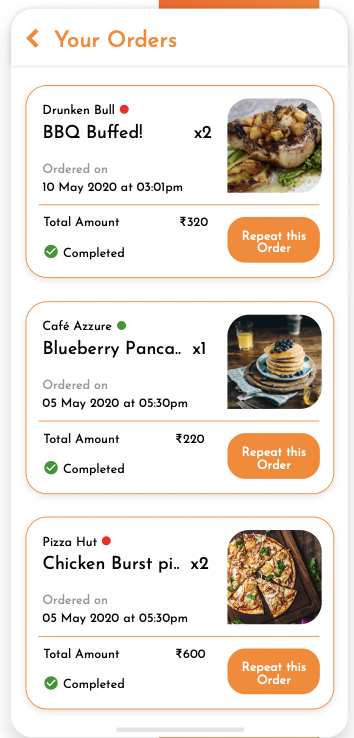 Your Orders
Drunken Bull
BBQ Buffed! x2
Ordered on
10 May 2020 at 03:01pm
Total Amount ₹320
Repeat this
Order
Completed
Café Azzure
Blueberry Panca.. x1
Ordered on
05 May 2020 at 05:30pm
Total Amount ₹220
Repeat this
Order
Completed
Pizza Hut
Chicken Burst pi.. x2
Ordered on
05 May 2020 at 05:30pm
Total Amount ₹600
Repeat this
Order
Completed